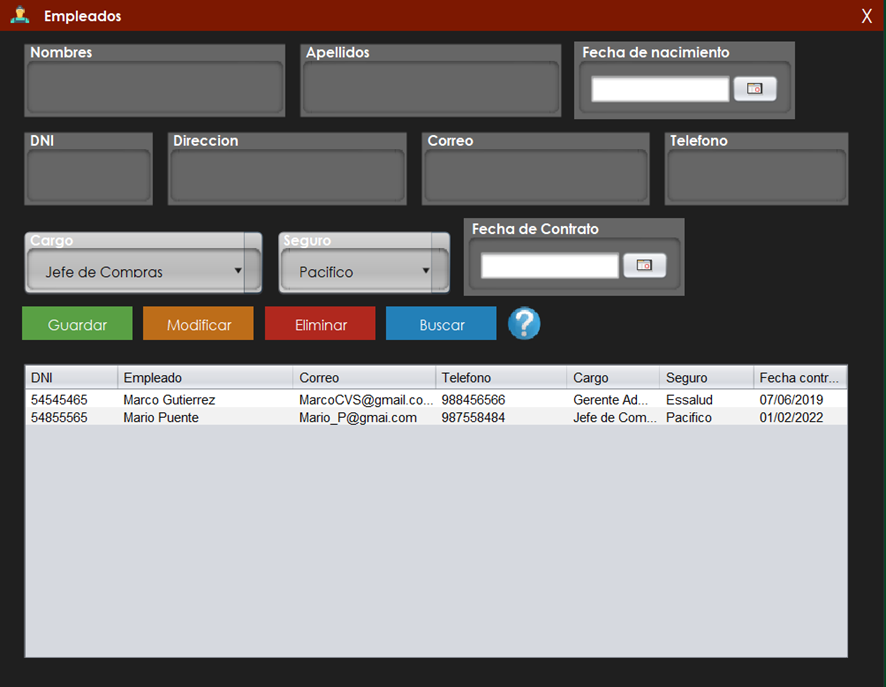 Empleados X
Nombres Apellidos Fecha de nacimiento
DNI Direccion Correo Telefono
Cargo Seguro Fecha de Contrato
Jefe de Compras Pacifico
Guardar Modificar Eliminar Buscar ?
DNI Empleado Correo Telefono Cargo Seguro Fecha contr...
54545465 Marco Gutierrez MarcoCVS@gmail.co... 988456566 Gerente Ad... Essalud 07/06/2019
54855565 Mario Puente Mario_P@gmai.com 987558484 Jefe de Com... Pacifico 01/02/2022